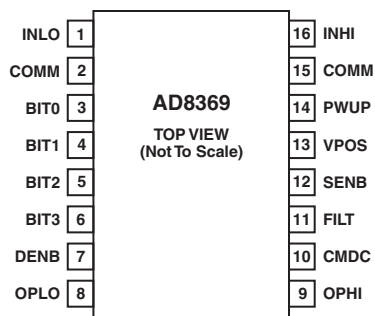 INLO 1
COMM 2
BIT0 3
BIT1 4
BIT2 5
BIT3 6
DENB 7
OPLO 8
AD8369
TOP VIEW
(Not To Scale)
16 INHI
15 COMM
14 PWUP
13 VPOS
12 SENB
11 FILT
10 CMDC
9 OPHI